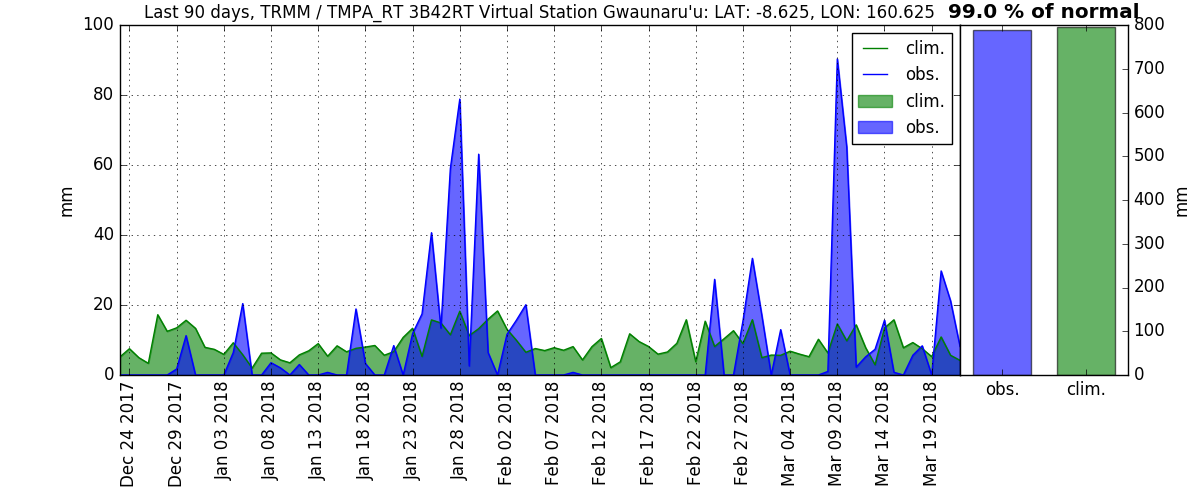 Last 90 days, TRMM / TMPA_RT 3B42RT Virtual Station Gwaunaru'u: LAT: -8.625, LON: 160.625
99.0 % of normal
100
80
60
40
20
0
mm
clim.
obs.
clim.
obs.
Dec 24 2017
Dec 29 2017
Jan 03 2018
Jan 08 2018
Jan 13 2018
Jan 18 2018
Jan 23 2018
Jan 28 2018
Feb 02 2018
Feb 07 2018
Feb 12 2018
Feb 17 2018
Feb 22 2018
Feb 27 2018
Mar 04 2018
Mar 09 2018
Mar 14 2018
Mar 19 2018
800
700
600
500
400
300
200
100
0
mm
obs.
clim.